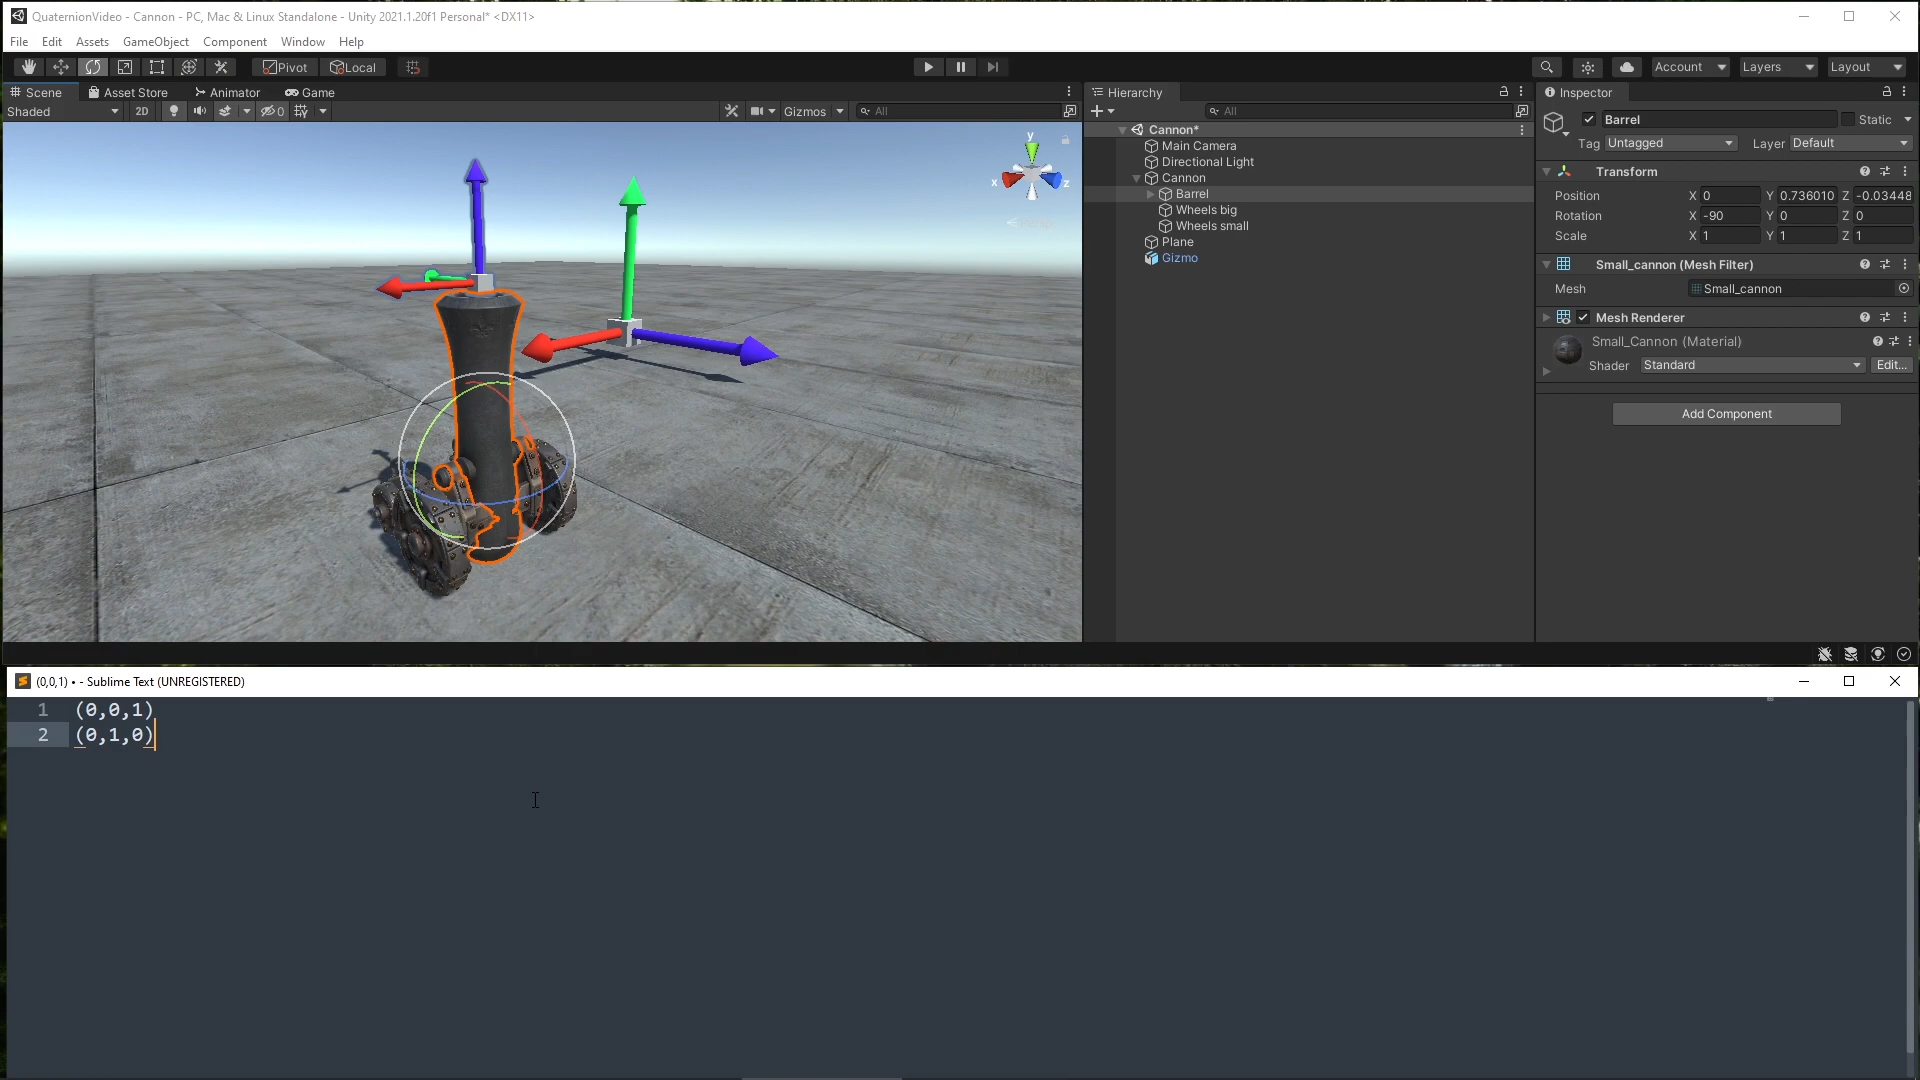 QuaternionVideo - Cannon - PC, Mac & Linux Standalone - Unity 2021.1.20f1 Personal* <DX11>
File Edit Assets GameObject Component Window Help
Pivot Local Account Layers Layout
Scene Asset Store Animator Game
Shaded 2D 0 Gizmos All
y
x
z
Hierarchy
All
Cannon*
Main Camera
Directional Light
Cannon
Barrel
Wheels big
Wheels small
Plane
Gizmo
Inspector
Barrel Static
Tag Untagged Layer Default
Transform
Position X 0 Y 0.736010 Z -0.03448
Rotation X -90 Y 0 Z 0
Scale X 1 Y 1 Z 1
Small_cannon (Mesh Filter)
Mesh Small_cannon
Mesh Renderer
Small_Cannon (Material)
Shader Standard Edit...
Add Component
(0,0,1) • - Sublime Text (UNREGISTERED)
1 (0,0,1)
2 (0,1,0)